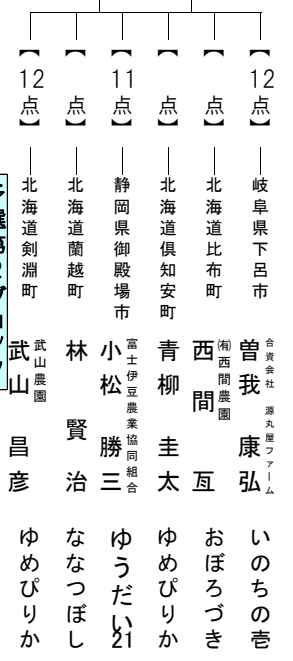 【12点】 岐阜県下呂市 合資会社 源丸屋ファーム 曽我 康弘 いのちの壱
【 点】 北海道比布町 ㈲西間農園 西間 亙 おぼろづき
【 点】 北海道倶知安町 青柳 圭太 ゆめぴりか
【11点】 静岡県御殿場市 富士伊豆農業協同組合 小松 勝三 ゆうだい21
【 点】 北海道蘭越町 林 賢治 ななつぼし
【12点】 北海道剣淵町 武山農園 武山 昌彦 ゆめぴりか